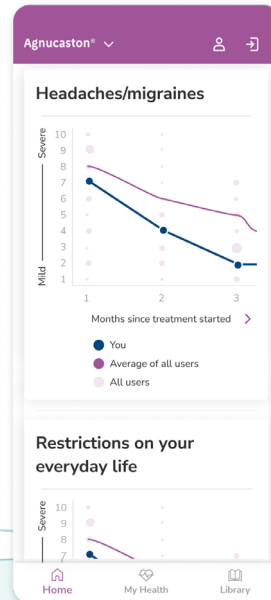 Agnucaston®
Headaches/migraines
Severe
Mild
10
9
8
7
6
5
4
3
2
1
1 2 3
Months since treatment started
You
Average of all users
All users
Restrictions on your
everyday life
Severe
10
9
8
7
Home My Health Library